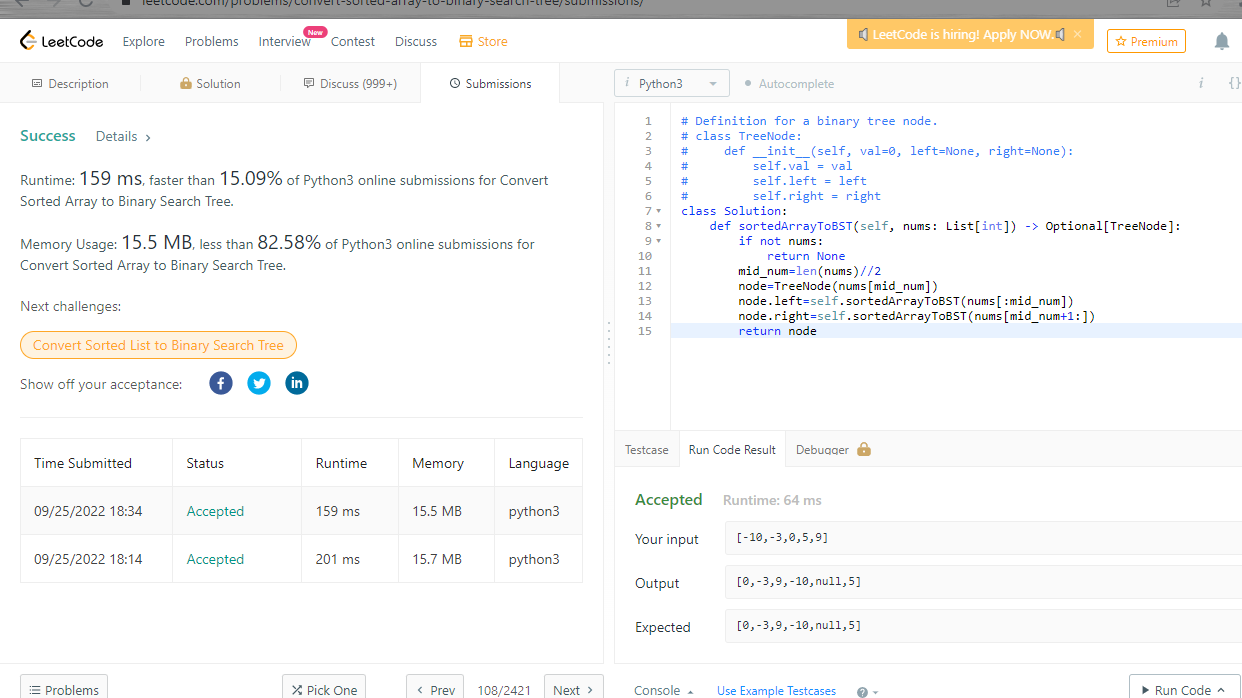 leetcode.com/problems/convert-sorted-array-to-binary-search-tree/submissions/
LeetCode Explore Problems Interview New Contest Discuss Store LeetCode is hiring! Apply NOW. × Premium
Description Solution Discuss (999+) Submissions
i Python3 Autocomplete i {}
Success Details >
Runtime: 159 ms, faster than 15.09% of Python3 online submissions for Convert
Sorted Array to Binary Search Tree.
Memory Usage: 15.5 MB, less than 82.58% of Python3 online submissions for
Convert Sorted Array to Binary Search Tree.
Next challenges:
Convert Sorted List to Binary Search Tree
Show off your acceptance: f in
Time Submitted Status Runtime Memory Language
09/25/2022 18:34 Accepted 159 ms 15.5 MB python3
09/25/2022 18:14 Accepted 201 ms 15.7 MB python3
1 # Definition for a binary tree node.
2 # class TreeNode:
3 #     def __init__(self, val=0, left=None, right=None):
4 #         self.val = val
5 #         self.left = left
6 #         self.right = right
7 class Solution:
8     def sortedArrayToBST(self, nums: List[int]) -> Optional[TreeNode]:
9         if not nums:
10             return None
11         mid_num=len(nums)//2
12         node=TreeNode(nums[mid_num])
13         node.left=self.sortedArrayToBST(nums[:mid_num])
14         node.right=self.sortedArrayToBST(nums[mid_num+1:])
15         return node
Testcase Run Code Result Debugger
Accepted Runtime: 64 ms
Your input [-10,-3,0,5,9]
Output [0,-3,9,-10,null,5]
Expected [0,-3,9,-10,null,5]
Problems Pick One < Prev 108/2421 Next >
Console Use Example Testcases ? Run Code